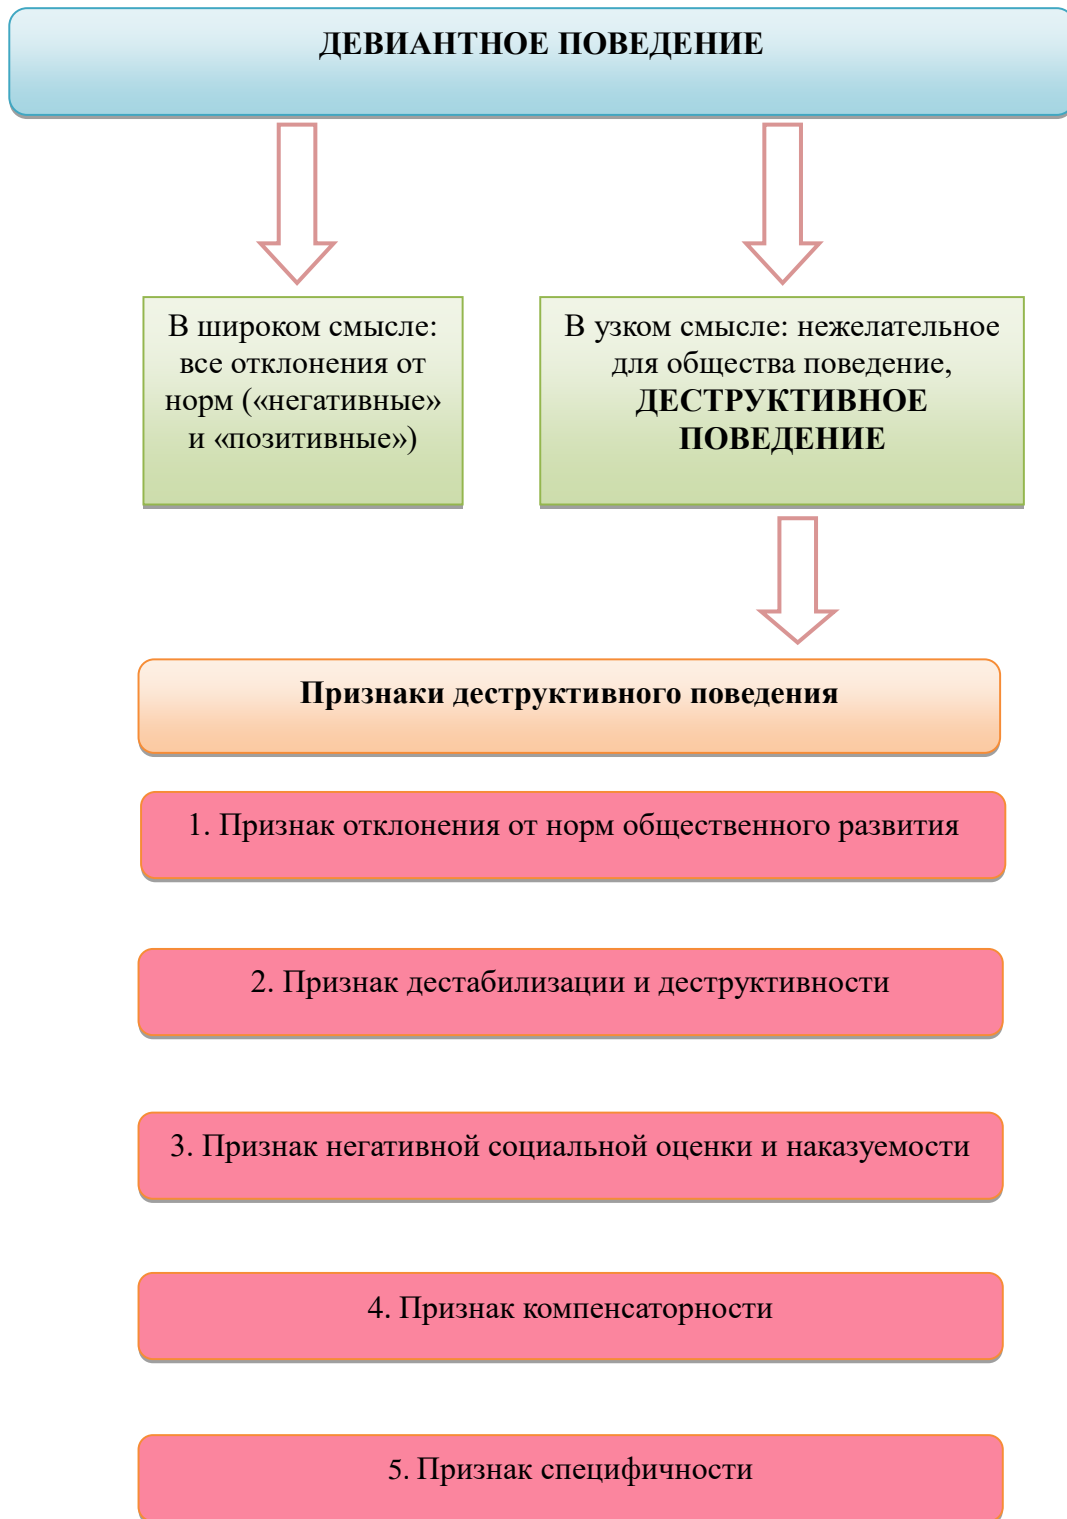 ДЕВИАНТНОЕ ПОВЕДЕНИЕ
В широком смысле:
все отклонения от
норм («негативные»
и «позитивные»)
В узком смысле: нежелательное
для общества поведение,
ДЕСТРУКТИВНОЕ
ПОВЕДЕНИЕ
Признаки деструктивного поведения
1. Признак отклонения от норм общественного развития
2. Признак дестабилизации и деструктивности
3. Признак негативной социальной оценки и наказуемости
4. Признак компенсаторности
5. Признак специфичности